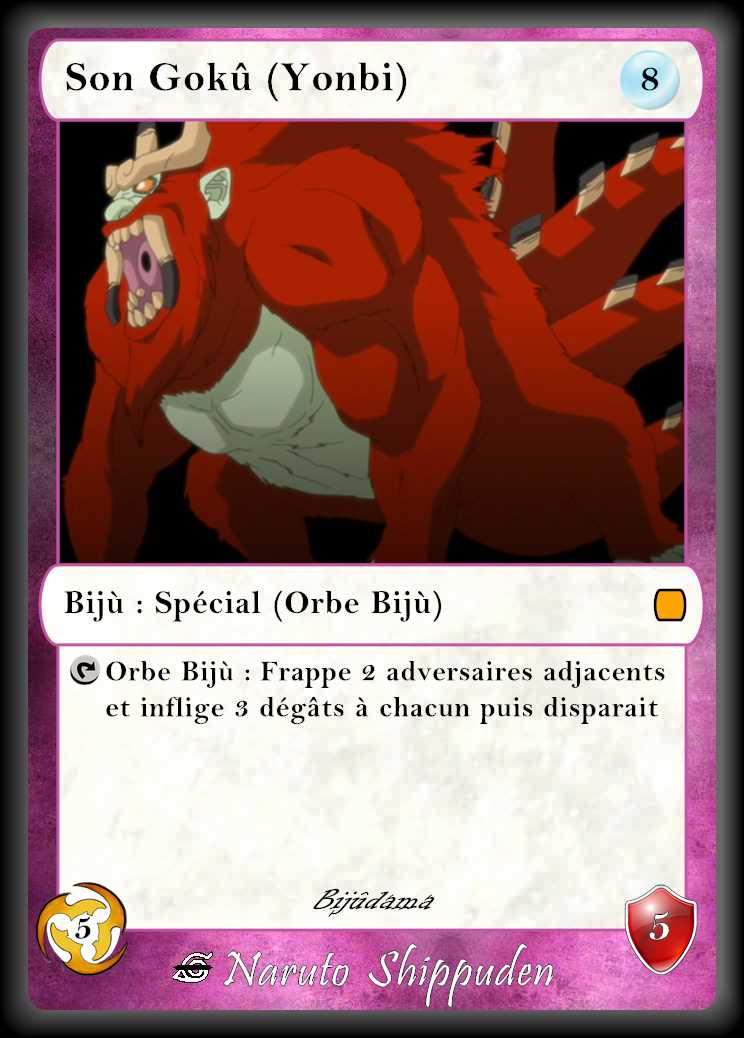 Son Gokû (Yonbi)
8
Bijù : Spécial (Orbe Bijù)
Orbe Bijù : Frappe 2 adversaires adjacents
et inflige 3 dégâts à chacun puis disparait
Bijûdama
5
5
Naruto Shippuden